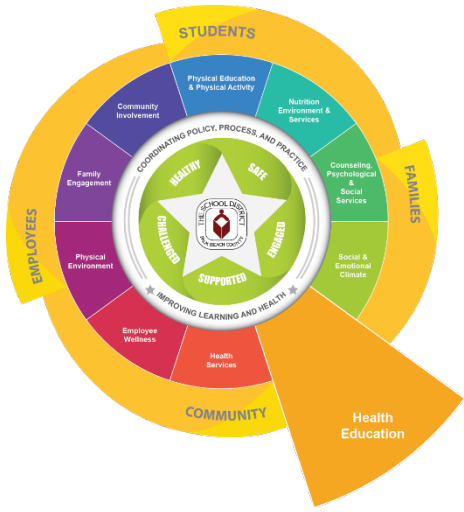 STUDENTS
FAMILIES
COMMUNITY
EMPLOYEES
Physical Education
& Physical Activity
Nutrition
Environment &
Services
Counseling,
Psychological
&
Social
Services
Social &
Emotional
Climate
Health
Education
Health
Services
Employee
Wellness
Physical
Environment
Family
Engagement
Community
Involvement
COORDINATING POLICY, PROCESS, AND PRACTICE
IMPROVING LEARNING AND HEALTH
HEALTHY
SAFE
ENGAGED
SUPPORTED
CHALLENGED
THE SCHOOL DISTRICT
PALM BEACH COUNTY